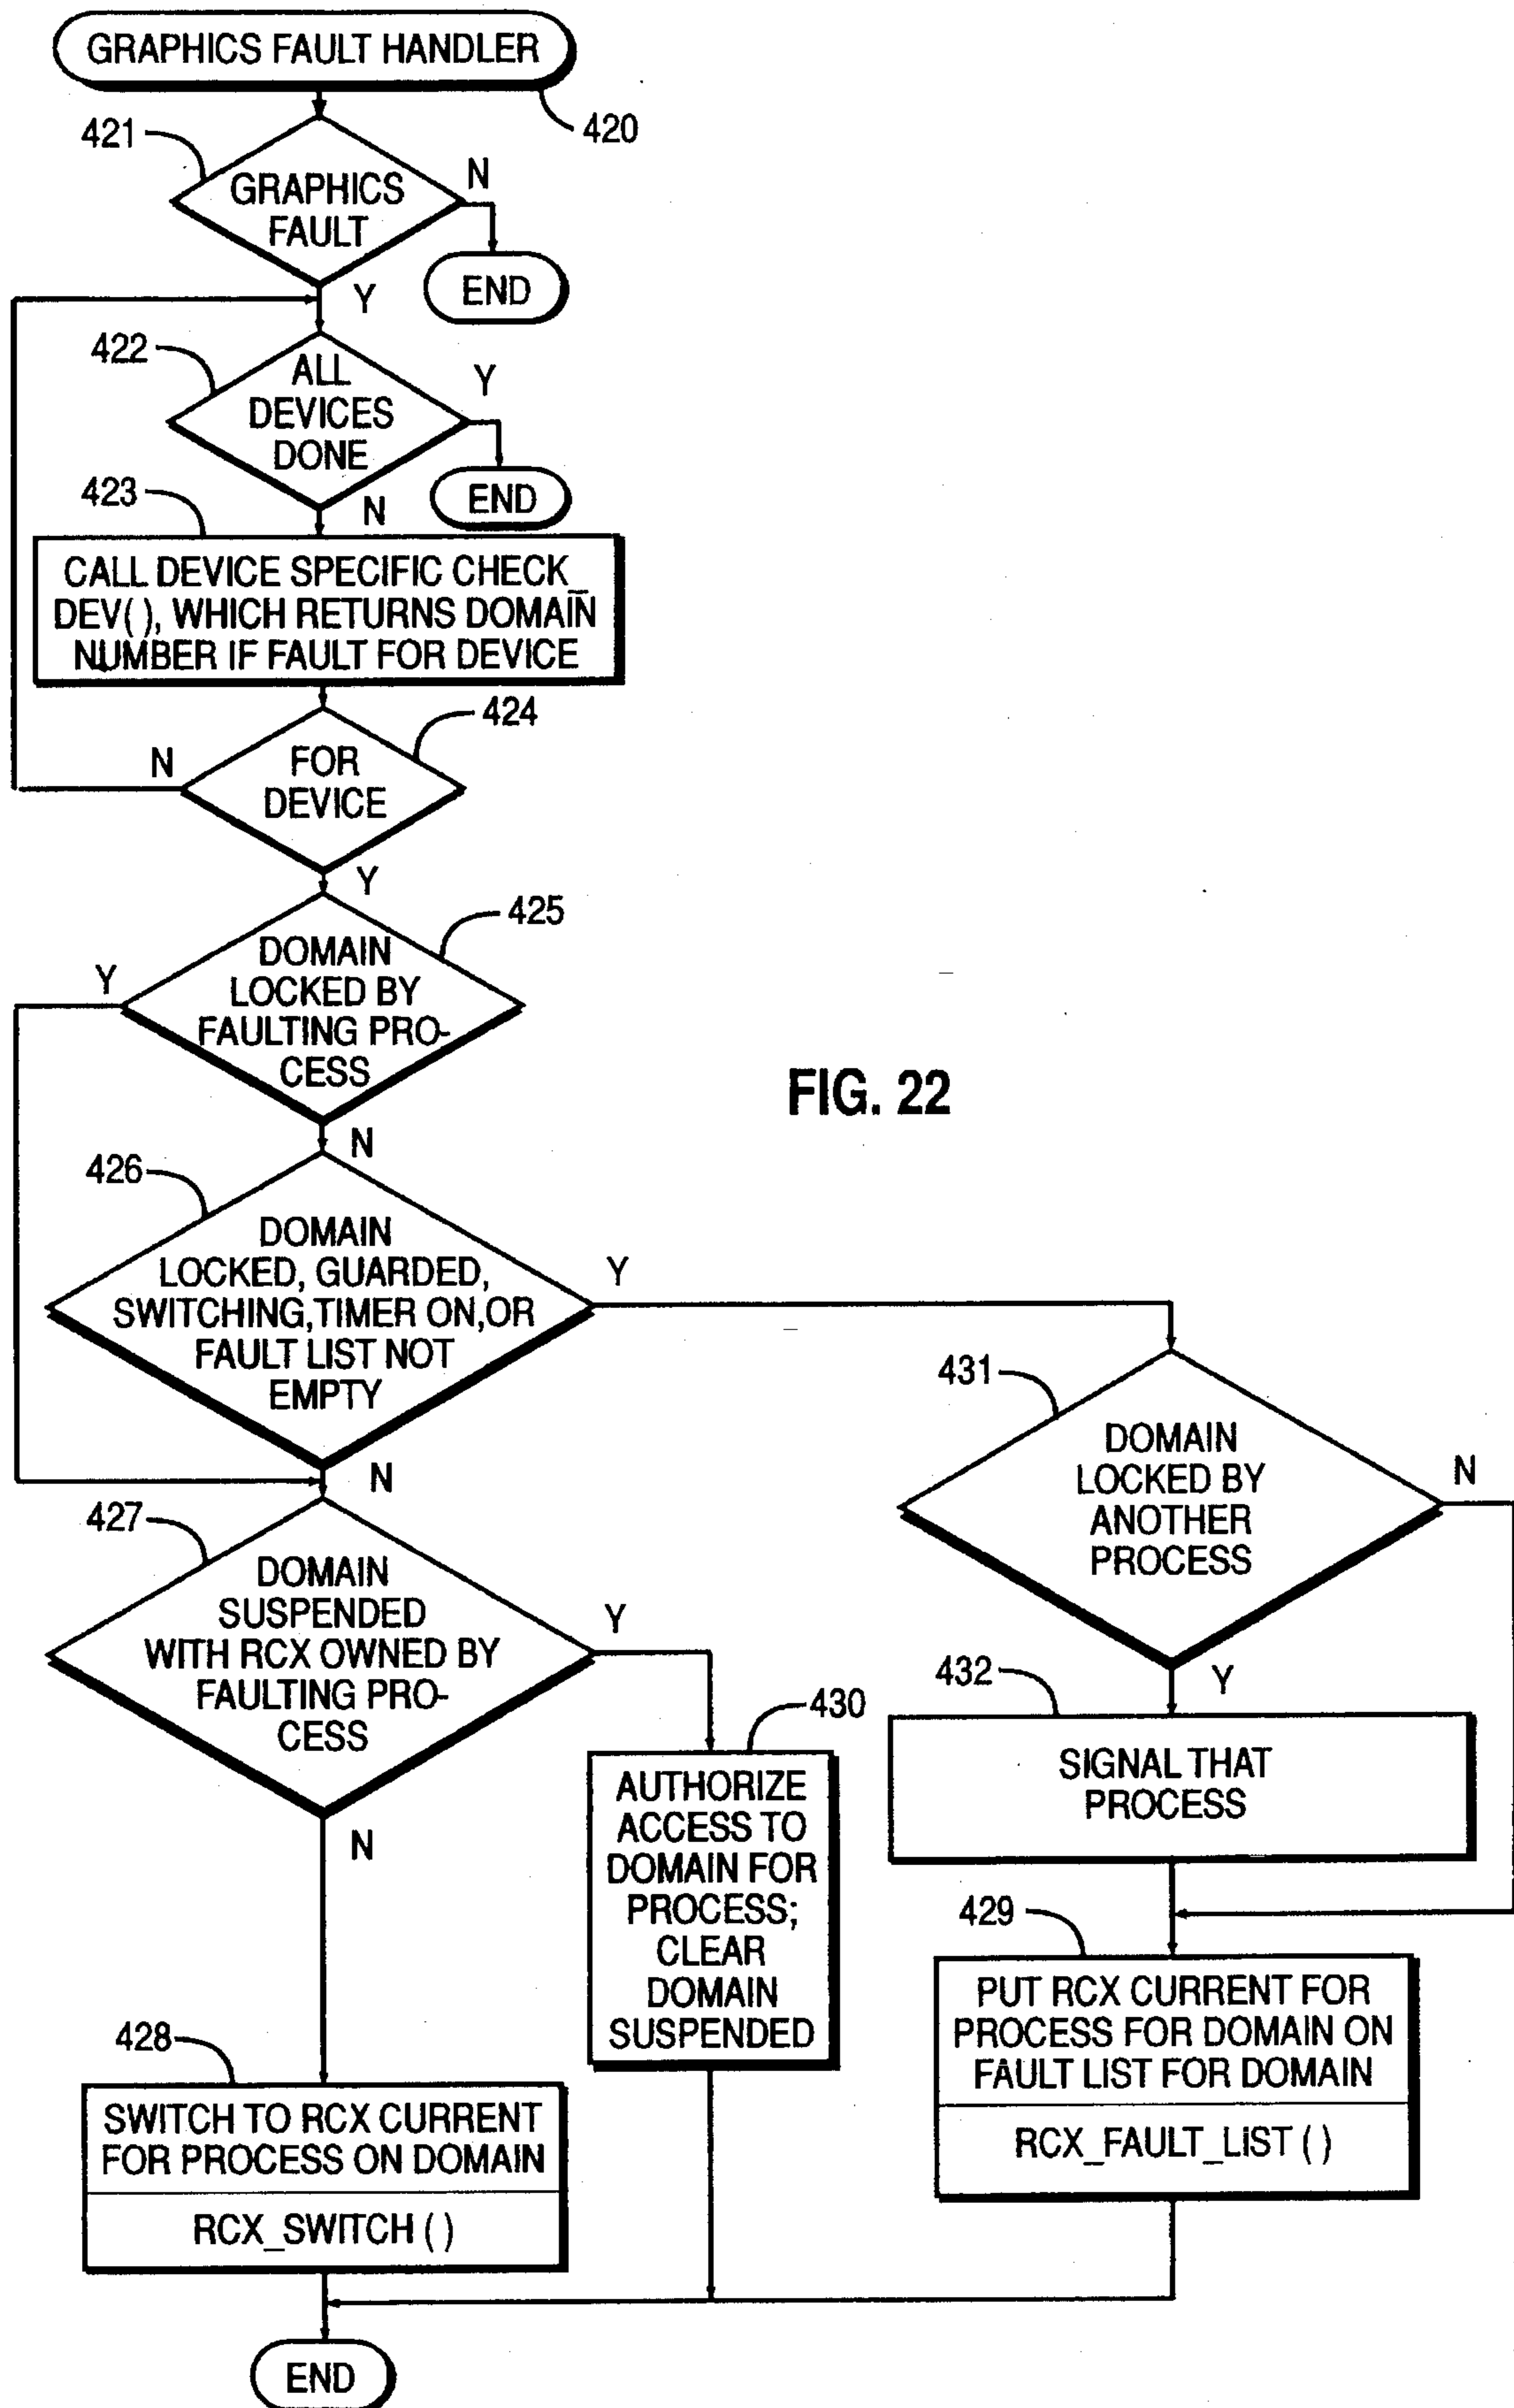 GRAPHICS FAULT HANDLER
420
421
GRAPHICS
FAULT
N
END
Y
422
ALL
DEVICES
DONE
Y
END
N
423
CALL DEVICE SPECIFIC CHECK_
DEV( ), WHICH RETURNS DOMAIN
NUMBER IF FAULT FOR DEVICE
424
FOR
DEVICE
N
Y
425
DOMAIN
LOCKED BY
FAULTING PRO-
CESS
Y
N
FIG. 22
426
DOMAIN
LOCKED, GUARDED,
SWITCHING,TIMER ON,OR
FAULT LIST NOT
EMPTY
Y
N
427
DOMAIN
SUSPENDED
WITH RCX OWNED BY
FAULTING PRO-
CESS
Y
N
428
SWITCH TO RCX CURRENT
FOR PROCESS ON DOMAIN
RCX_SWITCH ( )
430
AUTHORIZE
ACCESS TO
DOMAIN FOR
PROCESS;
CLEAR
DOMAIN
SUSPENDED
431
DOMAIN
LOCKED BY
ANOTHER
PROCESS
N
Y
432
SIGNAL THAT
PROCESS
429
PUT RCX CURRENT FOR
PROCESS FOR DOMAIN ON
FAULT LIST FOR DOMAIN
RCX_FAULT_LIST ( )
END